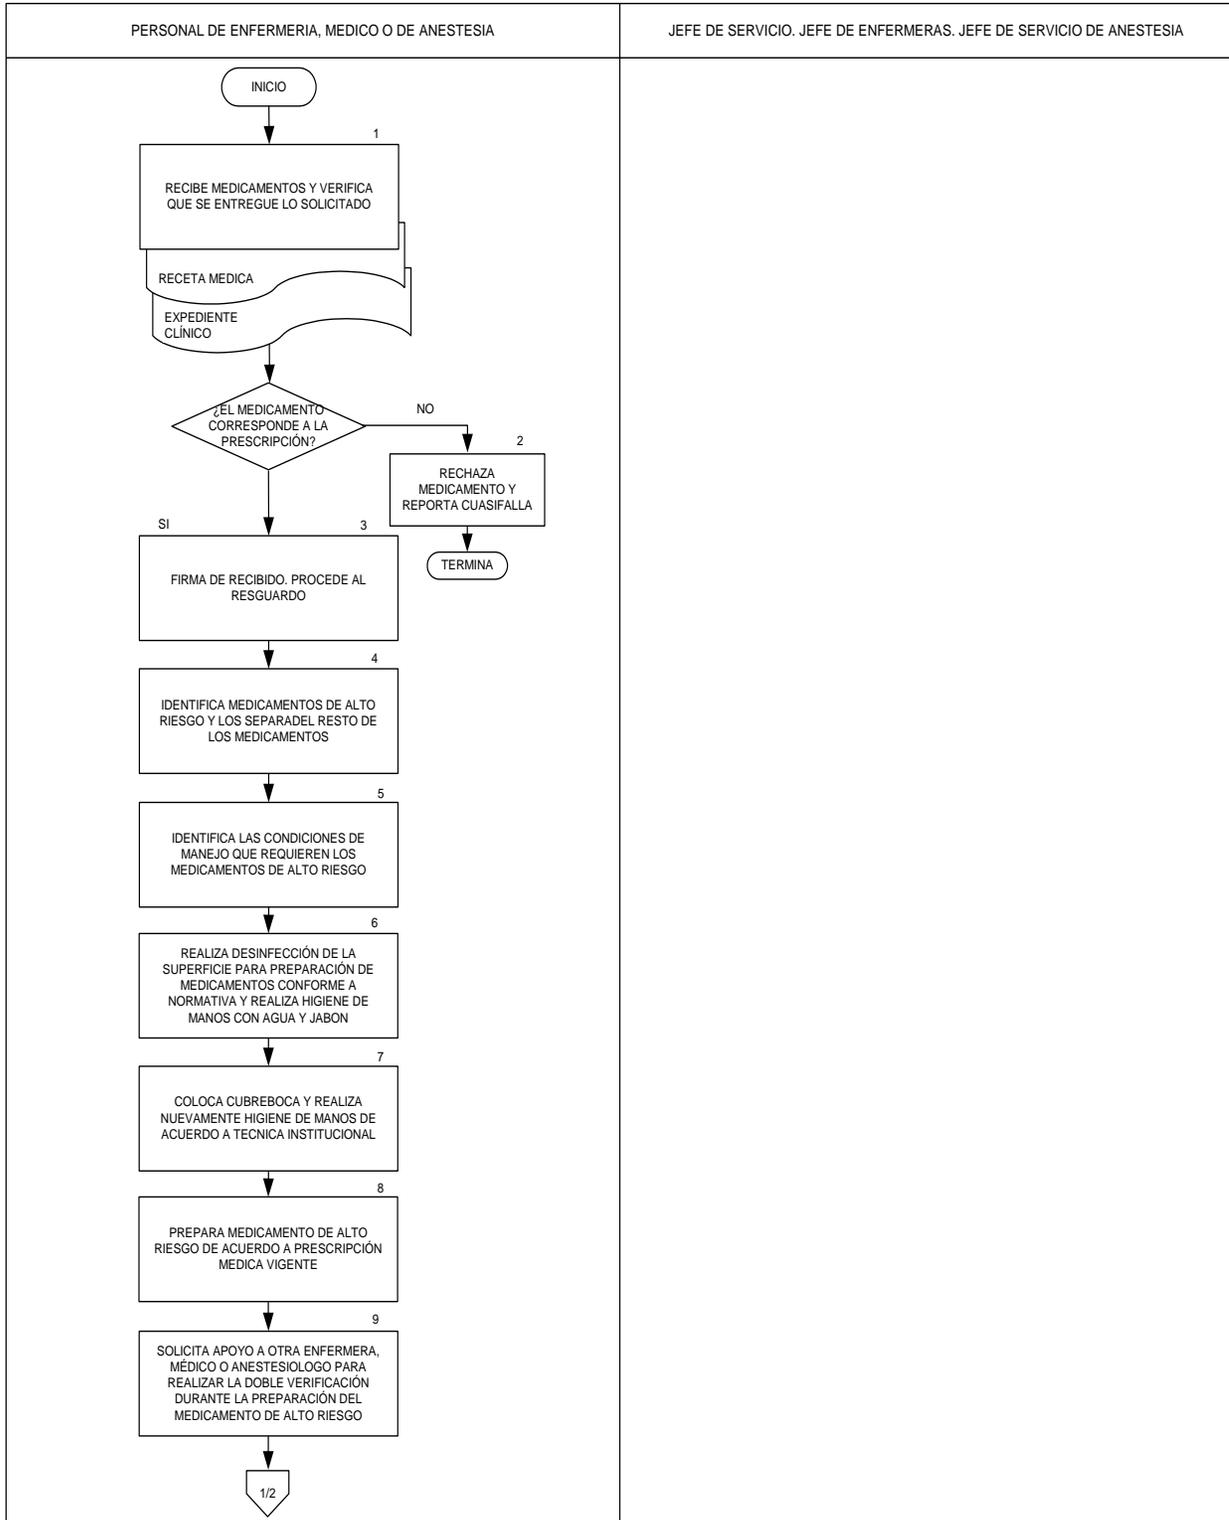 PERSONAL DE ENFERMERIA, MEDICO O DE ANESTESIA
JEFE DE SERVICIO. JEFE DE ENFERMERAS. JEFE DE SERVICIO DE ANESTESIA
INICIO
1
RECIBE MEDICAMENTOS Y VERIFICA
QUE SE ENTREGUE LO SOLICITADO
RECETA MEDICA
EXPEDIENTE
CLÍNICO
¿EL MEDICAMENTO
CORRESPONDE A LA
PRESCRIPCIÓN?
NO
2
RECHAZA
MEDICAMENTO Y
REPORTA CUASIFALLA
TERMINA
SI
3
FIRMA DE RECIBIDO. PROCEDE AL
RESGUARDO
4
IDENTIFICA MEDICAMENTOS DE ALTO
RIESGO Y LOS SEPARADEL RESTO DE
LOS MEDICAMENTOS
5
IDENTIFICA LAS CONDICIONES DE
MANEJO QUE REQUIEREN LOS
MEDICAMENTOS DE ALTO RIESGO
6
REALIZA DESINFECCIÓN DE LA
SUPERFICIE PARA PREPARACIÓN DE
MEDICAMENTOS CONFORME A
NORMATIVA Y REALIZA HIGIENE DE
MANOS CON AGUA Y JABON
7
COLOCA CUBREBOCA Y REALIZA
NUEVAMENTE HIGIENE DE MANOS DE
ACUERDO A TECNICA INSTITUCIONAL
8
PREPARA MEDICAMENTO DE ALTO
RIESGO DE ACUERDO A PRESCRIPCIÓN
MEDICA VIGENTE
9
SOLICITA APOYO A OTRA ENFERMERA,
MÉDICO O ANESTESIOLOGO PARA
REALIZAR LA DOBLE VERIFICACIÓN
DURANTE LA PREPARACIÓN DEL
MEDICAMENTO DE ALTO RIESGO
1/2